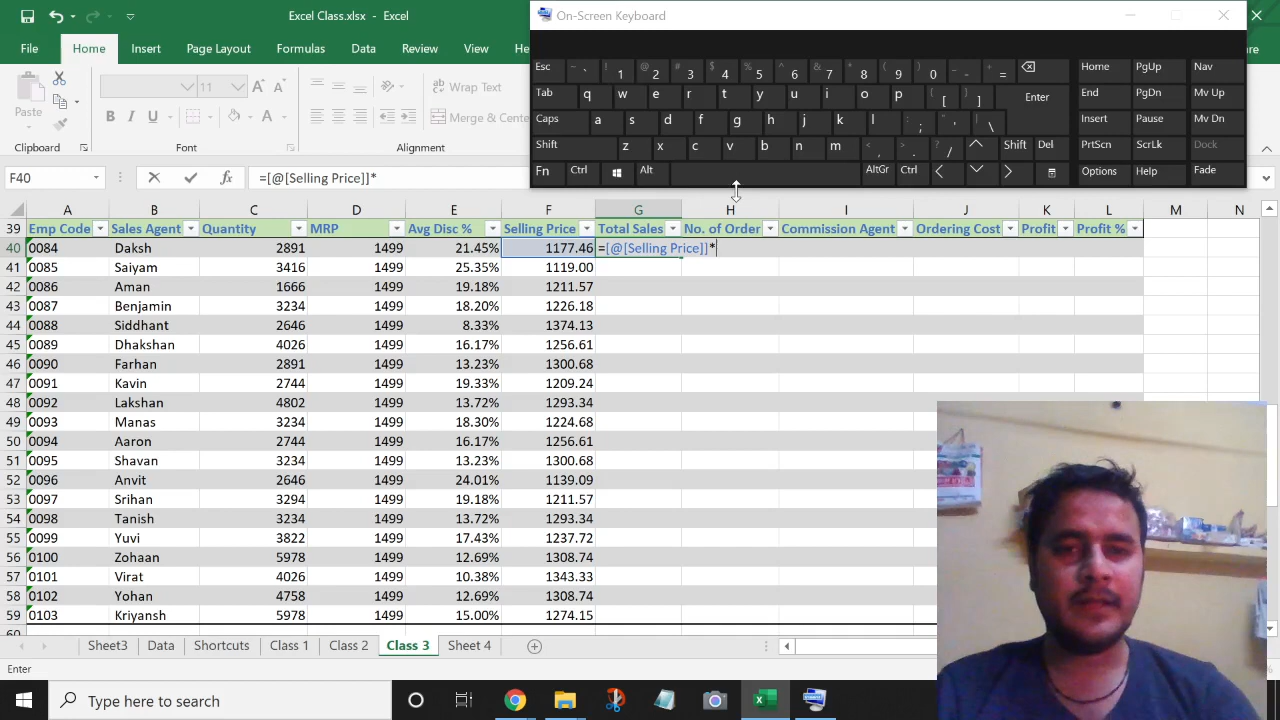 Excel Class.xlsx - Excel
On-Screen Keyboard
File Home Insert Page Layout Formulas Data Review View He
re
Paste
11
Wrap Text
Merge & Cente
Clipboard Font Alignment
Esc ~ ` ! 1 @ 2 # 3 $ 4 % 5 ^ 6 & 7 * 8 ( 9 ) 0 _ - + = Home PgUp Nav
Tab q w e r t y u i o p { [ } ] Enter End PgDn Mv Up
Caps a s d f g h j k l : ; " ' | \ Insert Pause Mv Dn
Shift z x c v b n m < , > . ? / Shift Del PrtScn ScrLk Dock
Fn Ctrl Alt AltGr Ctrl Options Help Fade
F40 =[@[Selling Price]]*
A B C D E F G H I J K L M N
39 Emp Code Sales Agent Quantity MRP Avg Disc % Selling Price Total Sales No. of Order Commission Agent Ordering Cost Profit Profit %
40 0084 Daksh 2891 1499 21.45% 1177.46 =[@[Selling Price]]*
41 0085 Saiyam 3416 1499 25.35% 1119.00
42 0086 Aman 1666 1499 19.18% 1211.57
43 0087 Benjamin 3234 1499 18.20% 1226.18
44 0088 Siddhant 2646 1499 8.33% 1374.13
45 0089 Dhakshan 4026 1499 16.17% 1256.61
46 0090 Farhan 2891 1499 13.23% 1300.68
47 0091 Kavin 2744 1499 19.33% 1209.24
48 0092 Lakshan 4802 1499 13.72% 1293.34
49 0093 Manas 3234 1499 18.30% 1224.68
50 0094 Aaron 2744 1499 16.17% 1256.61
51 0095 Shavan 3234 1499 13.23% 1300.68
52 0096 Anvit 2646 1499 24.01% 1139.09
53 0097 Srihan 3294 1499 19.18% 1211.57
54 0098 Tanish 3234 1499 13.72% 1293.34
55 0099 Yuvi 3822 1499 17.43% 1237.72
56 0100 Zohaan 5978 1499 12.69% 1308.74
57 0101 Virat 4026 1499 10.38% 1343.33
58 0102 Yohan 4758 1499 12.69% 1308.74
59 0103 Kriyansh 5978 1499 15.00% 1274.15
60
Sheet3 Data Shortcuts Class 1 Class 2 Class 3 Sheet 4
Enter
Type here to search